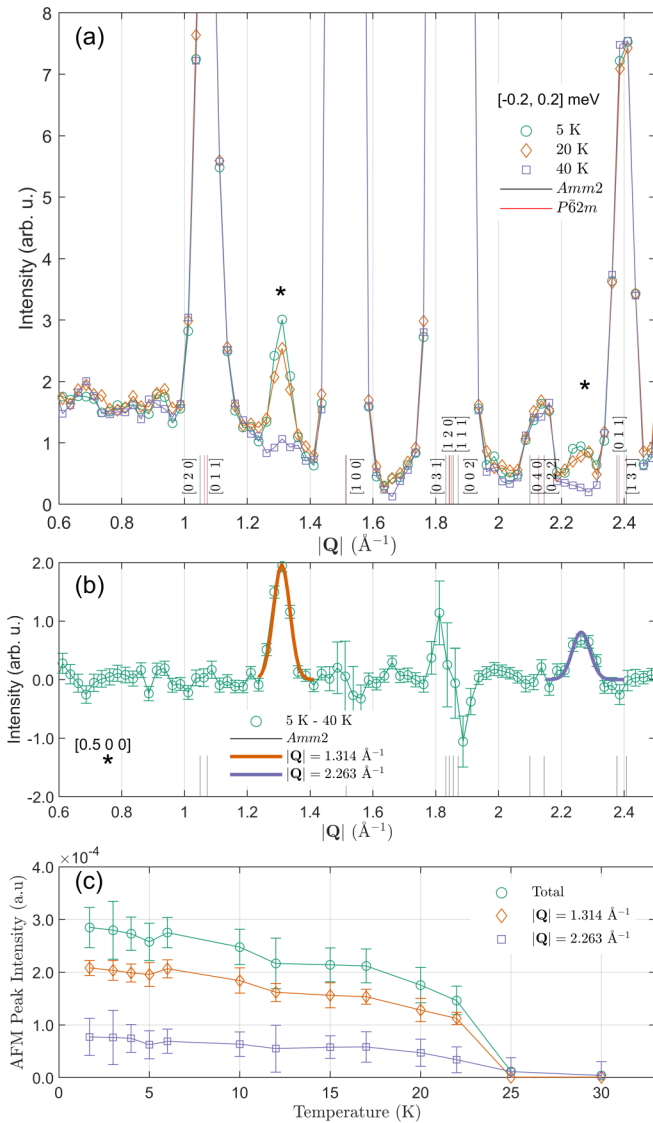 (a)
8
7
6
5
4
3
2
1
0
Intensity (arb. u.)
[-0.2, 0.2] meV
5 K
20 K
40 K
Amm2
P6̄2m
*
*
[0 2 0]
[0 1 1]
[1 0 0]
[0 3 1]
[1 2 0]
[1 1 1]
[0 0 2]
[0 4 0]
[0 2 2]
[0 1 1]
[1 3 1]
0.6 0.8 1 1.2 1.4 1.6 1.8 2 2.2 2.4
|Q| (Å⁻¹)
(b)
2.0
1.0
0.0
-1.0
-2.0
Intensity (arb. u.)
[0.5 0 0]
*
5 K - 40 K
Amm2
|Q| = 1.314 Å⁻¹
|Q| = 2.263 Å⁻¹
0.6 0.8 1 1.2 1.4 1.6 1.8 2 2.2 2.4
|Q| (Å⁻¹)
×10⁻⁴
(c)
4.0
3.0
2.0
1.0
0.0
AFM Peak Intensity (a.u)
Total
|Q| = 1.314 Å⁻¹
|Q| = 2.263 Å⁻¹
0 5 10 15 20 25 30
Temperature (K)